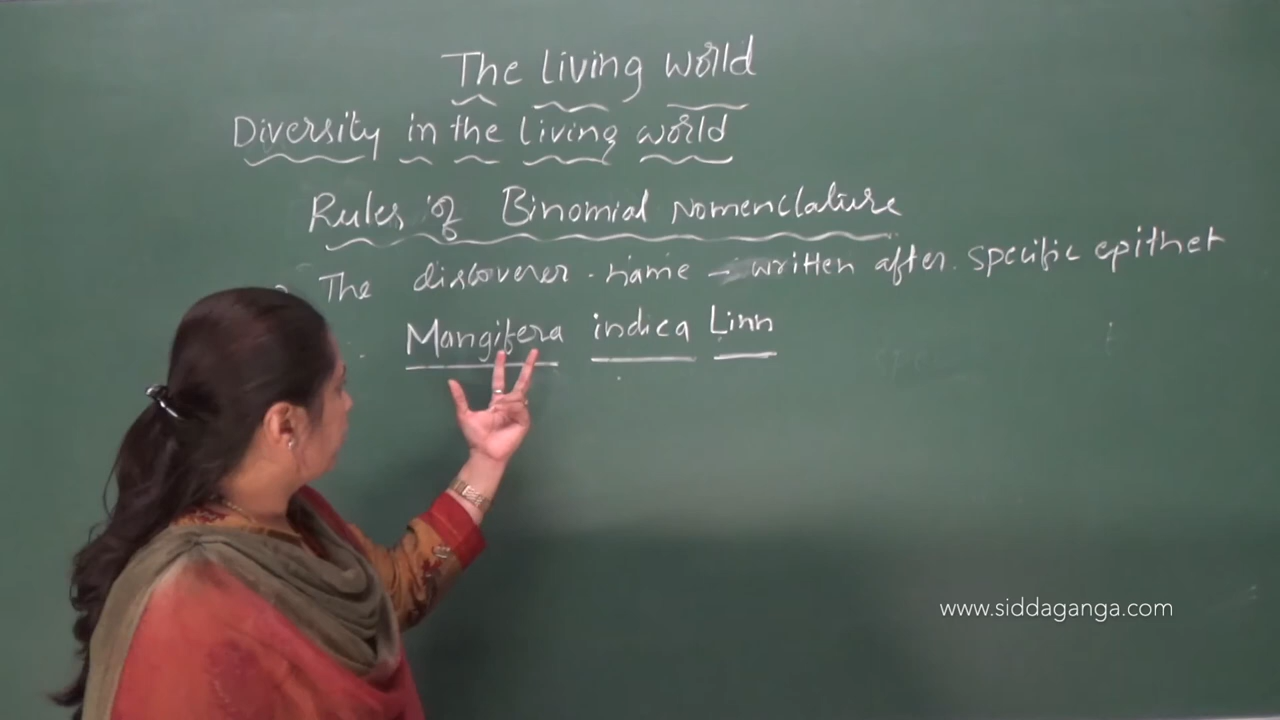 The living world
Diversity in the living world
Rules of Binomial Nomenclature
The discoverer name - written after specific epithet
Mangifera indica Linn
www.siddaganga.com